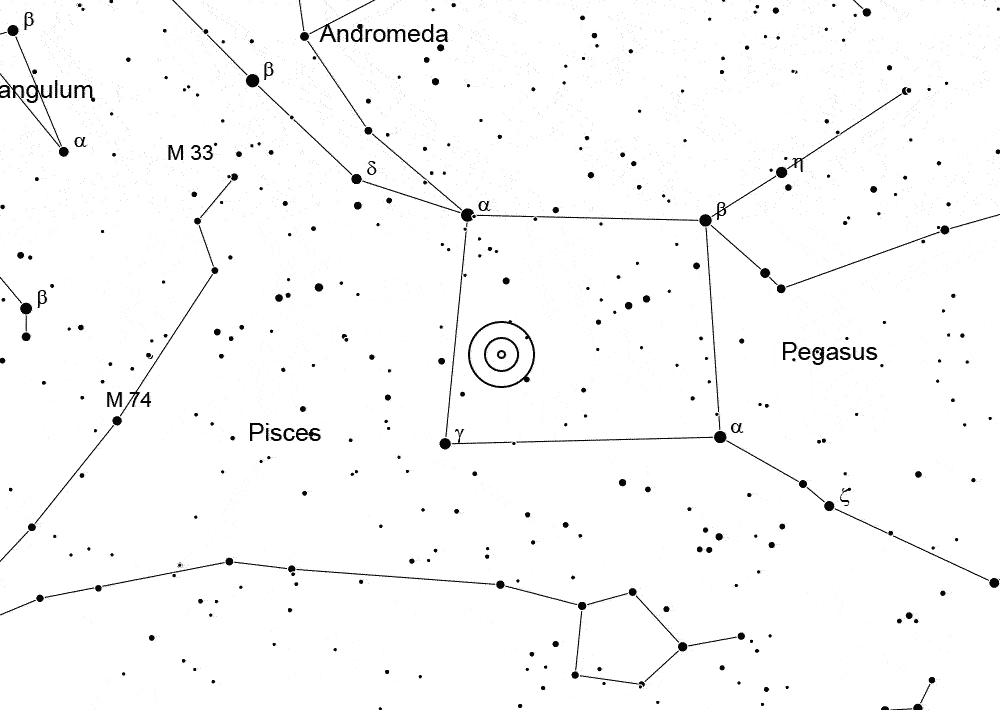 β
Andromeda
β
angulum
α
M 33
δ
η
α
β
β
Pegasus
M 74
Pisces
γ
α
ζ